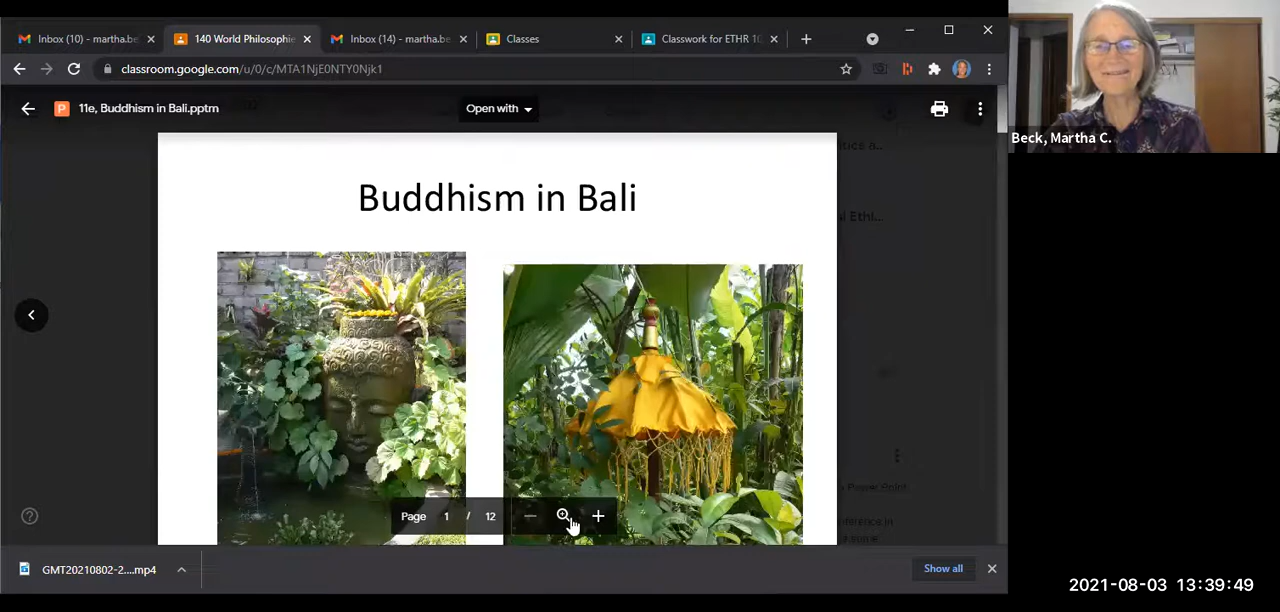 Inbox (10) - martha.be
140 World Philosophie
Inbox (14) - martha.be
Classes
Classwork for ETHR 10
classroom.google.com/u/0/c/MTA1NjE0NTY0Njk1
11e, Buddhism in Bali.pptm
Open with
Beck, Martha C.
Buddhism in Bali
Page 1 / 12
GMT20210802-2....mp4
Show all
2021-08-03 13:39:49